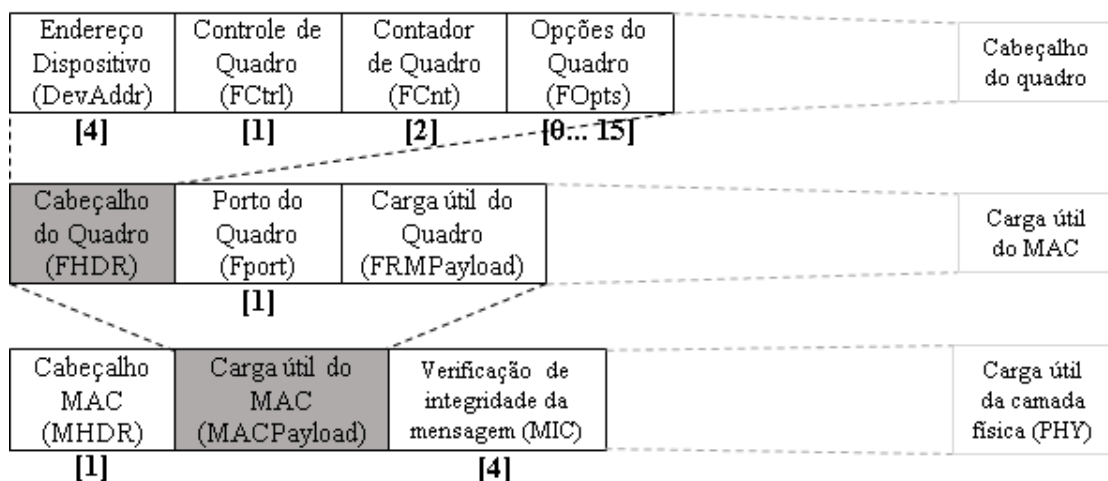 Endereço
Dispositivo
(DevAddr)
Controle de
Quadro
(FCtrl)
Contador
de Quadro
(FCnt)
Opções do
Quadro
(FOpts)
Cabeçalho
do quadro
[4]
[1]
[2]
[0... 15]
Cabeçalho
do Quadro
(FHDR)
Porto do
Quadro
(Fport)
Carga útil do
Quadro
(FRMPayload)
Carga útil
do MAC
[1]
Cabeçalho
MAC
(MHDR)
Carga útil do
MAC
(MACPayload)
Verificação de
integridade da
mensagem (MIC)
Carga útil
da camada
física (PHY)
[1]
[4]